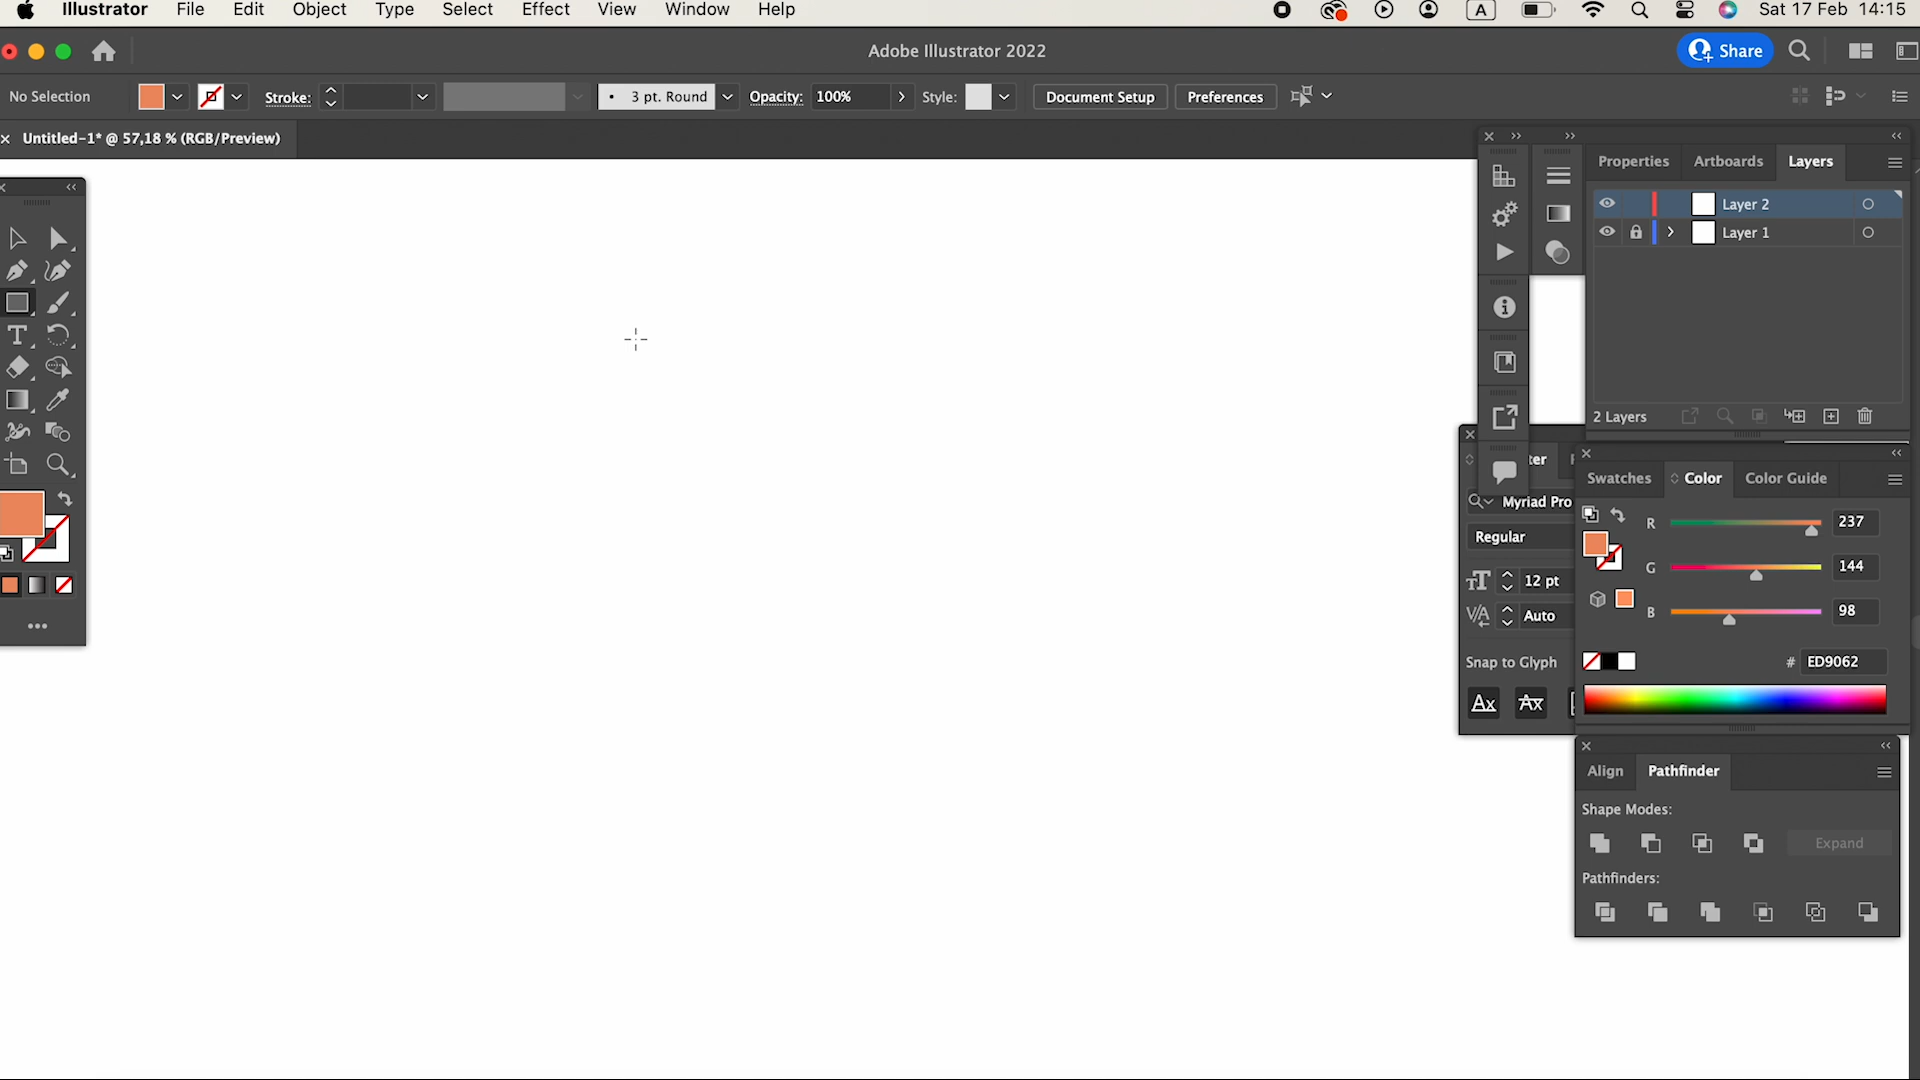 Illustrator File Edit Object Type Select Effect View Window Help A Sat 17 Feb 14:15
Adobe Illustrator 2022 Share
No Selection Stroke: 3 pt. Round Opacity: 100% Style: Document Setup Preferences
Untitled-1* @ 57,18 % (RGB/Preview)
Properties Artboards Layers
Layer 2
Layer 1
2 Layers
Swatches Color Color Guide
Myriad Pro
Regular
12 pt
Auto
Snap to Glyph
R 237
G 144
B 98
# ED9062
Align Pathfinder
Shape Modes:
Expand
Pathfinders: